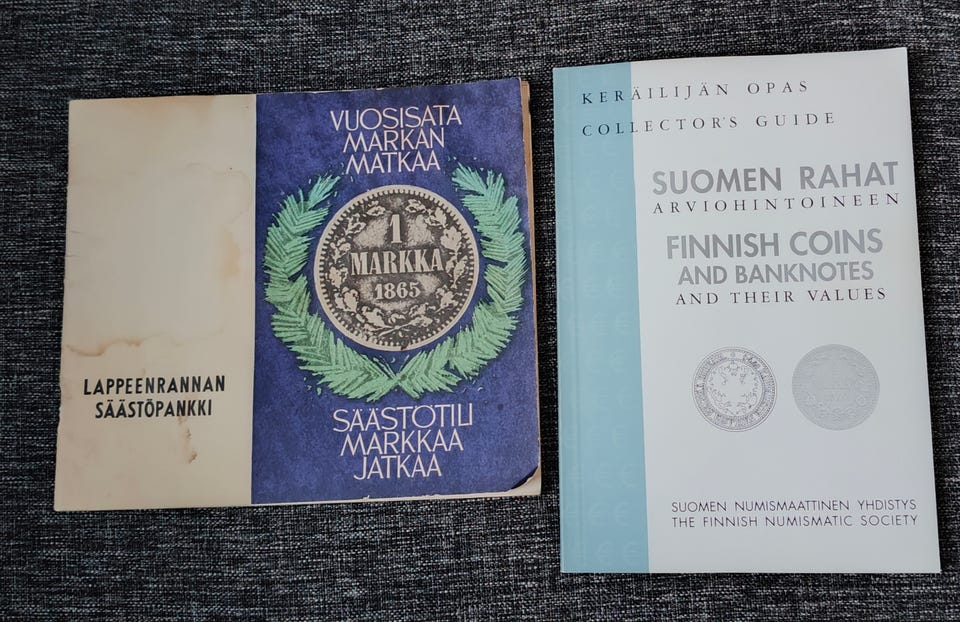 VUOSISATA
MARKAN
MATKAA
1
MARKKA
1865
LAPPEENRANNAN
SÄÄSTÖPANKKI
SÄÄSTÖTILI
MARKKAA
JATKAA
KERÄILIJÄN OPAS
COLLECTOR'S GUIDE
SUOMEN RAHAT
ARVIOHINTOINEEN
FINNISH COINS
AND BANKNOTES
AND THEIR VALUES
SUOMEN NUMISMAATTINEN YHDISTYS
THE FINNISH NUMISMATIC SOCIETY